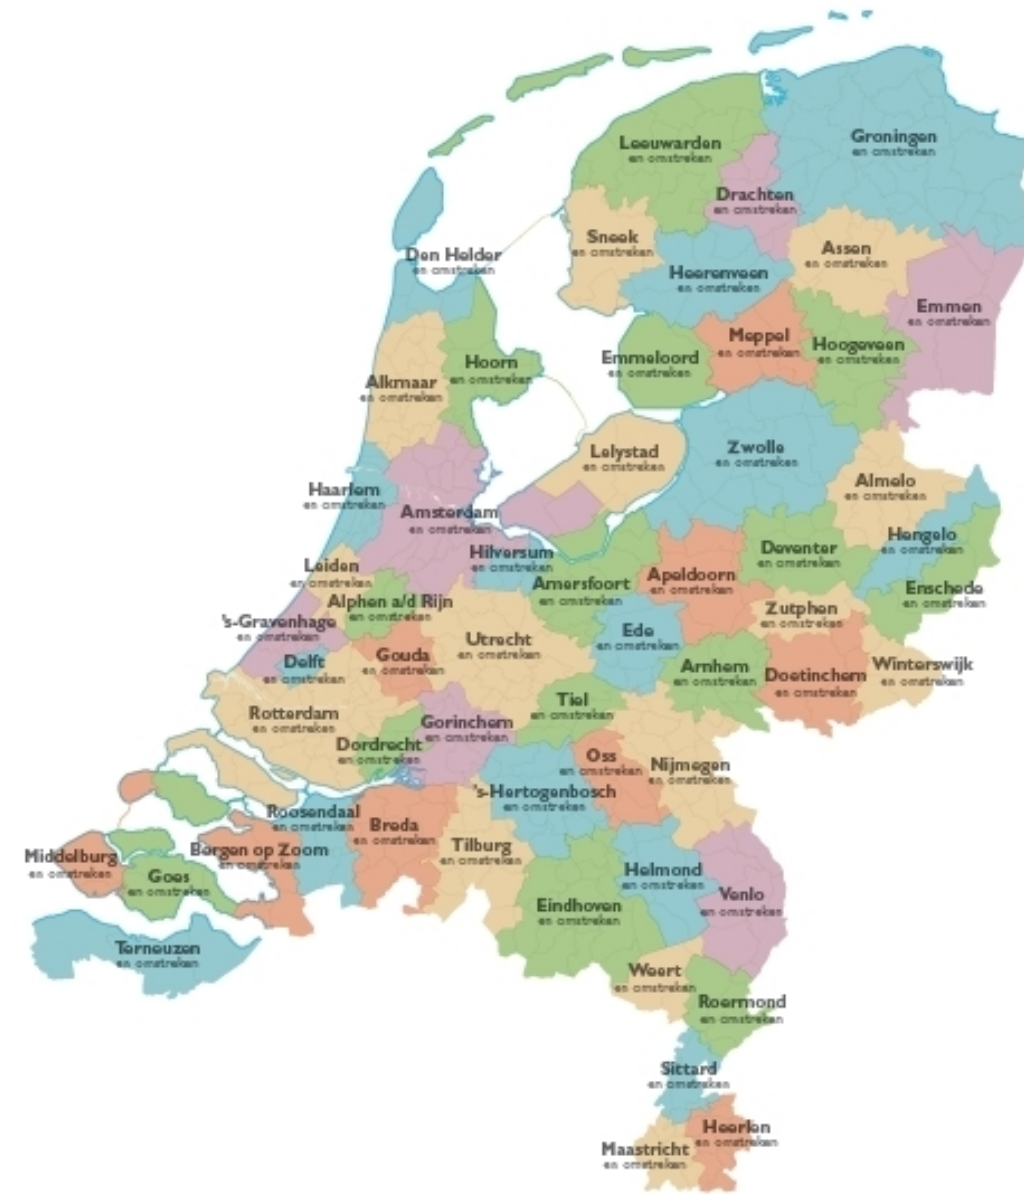 Leeuwarden
en omstreken
Groningen
en omstreken
Drachten
en omstreken
Sneek
en omstreken
Assen
en omstreken
Den Helder
en omstreken
Heerenveen
en omstreken
Emmen
en omstreken
Meppel
en omstreken
Hoogeveen
en omstreken
Emmeloord
en omstreken
Hoorn
en omstreken
Alkmaar
en omstreken
Zwolle
en omstreken
Lelystad
en omstreken
Almelo
en omstreken
Haarlem
en omstreken
Amsterdam
en omstreken
Hengelo
en omstreken
Hilversum
en omstreken
Deventer
en omstreken
Leiden
en omstreken
Amersfoort
en omstreken
Apeldoorn
en omstreken
Enschede
en omstreken
Alphen a/d Rijn
en omstreken
Zutphen
en omstreken
's-Gravenhage
en omstreken
Utrecht
en omstreken
Ede
en omstreken
Delft
en omstreken
Gouda
en omstreken
Arnhem
en omstreken
Doetinchem
en omstreken
Winterswijk
en omstreken
Tiel
en omstreken
Rotterdam
en omstreken
Gorinchem
en omstreken
Dordrecht
en omstreken
Oss
en omstreken
Nijmegen
en omstreken
's-Hertogenbosch
en omstreken
Roosendaal
en omstreken
Breda
en omstreken
Tilburg
en omstreken
Bergen op Zoom
en omstreken
Middelburg
en omstreken
Goes
en omstreken
Helmond
en omstreken
Venlo
en omstreken
Eindhoven
en omstreken
Terneuzen
en omstreken
Weert
en omstreken
Roermond
en omstreken
Sittard
en omstreken
Heerlen
en omstreken
Maastricht
en omstreken